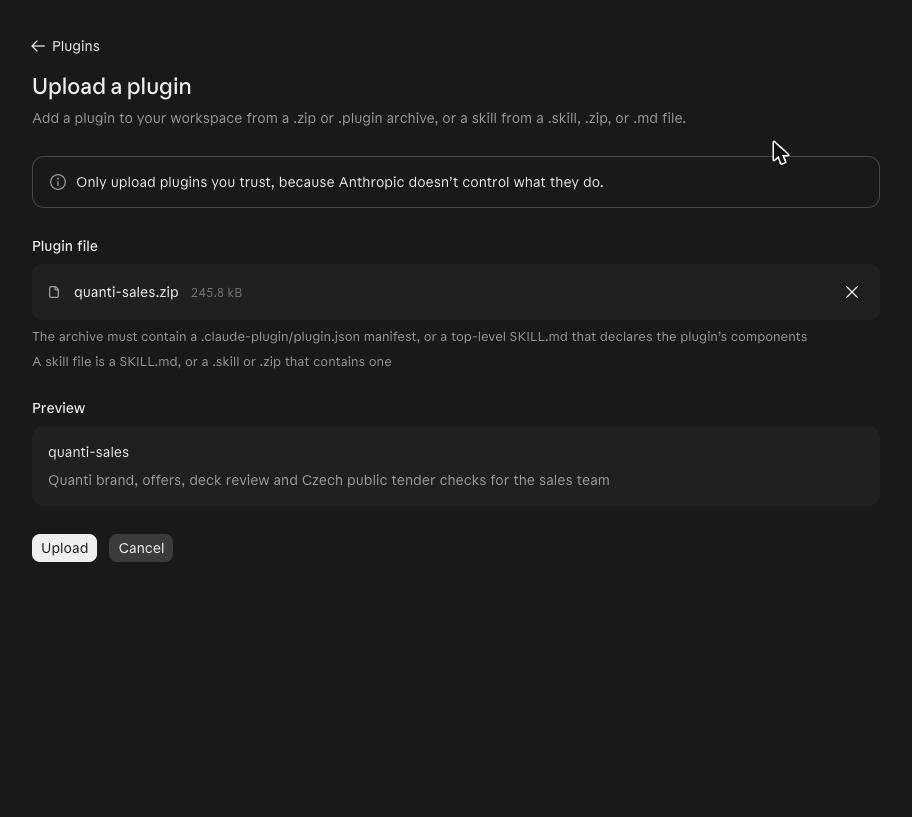 Plugins
Upload a plugin
Add a plugin to your workspace from a .zip or .plugin archive, or a skill from a .skill, .zip, or .md file.
Only upload plugins you trust, because Anthropic doesn’t control what they do.
Plugin file
quanti-sales.zip 245.8 kB
The archive must contain a .claude-plugin/plugin.json manifest, or a top-level SKILL.md that declares the plugin’s components
A skill file is a SKILL.md, or a .skill or .zip that contains one
Preview
quanti-sales
Quanti brand, offers, deck review and Czech public tender checks for the sales team
Upload Cancel